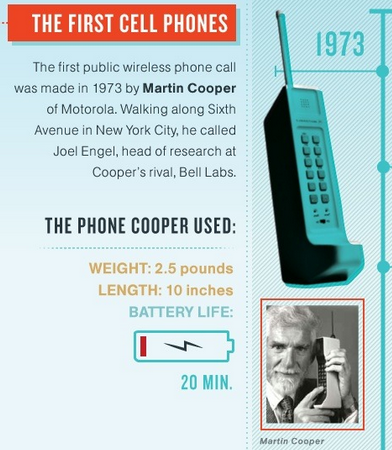 THE FIRST CELL PHONES
1973
The first public wireless phone call
was made in 1973 by Martin Cooper
of Motorola. Walking along Sixth
Avenue in New York City, he called
Joel Engel, head of research at
Cooper's rival, Bell Labs.
THE PHONE COOPER USED:
WEIGHT: 2.5 pounds
LENGTH: 10 inches
BATTERY LIFE:
20 MIN.
Martin Cooper